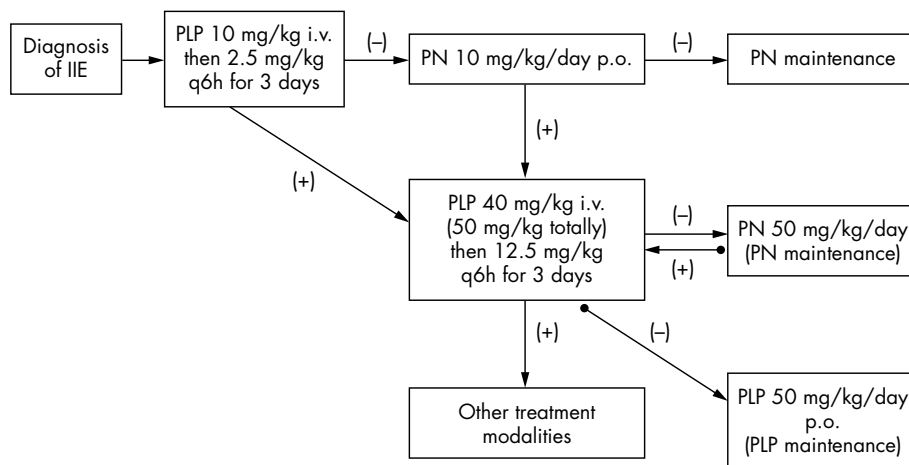 Diagnosis
of IIE
PLP 10 mg/kg i.v.
then 2.5 mg/kg
q6h for 3 days
(–)
PN 10 mg/kg/day p.o.
(–)
PN maintenance
(+)
(+)
PLP 40 mg/kg i.v.
(50 mg/kg totally)
then 12.5 mg/kg
q6h for 3 days
(–)
(+)
PN 50 mg/kg/day
(PN maintenance)
(+)
(–)
Other treatment
modalities
PLP 50 mg/kg/day
p.o.
(PLP maintenance)